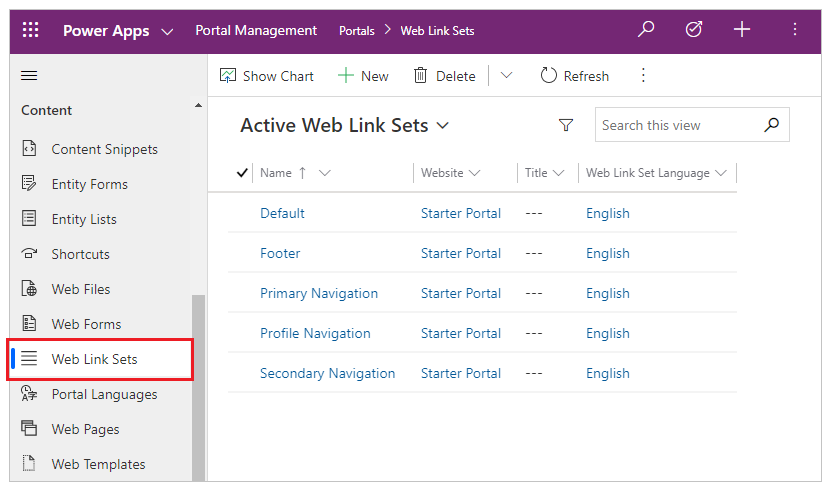 Power Apps Portal Management Portals > Web Link Sets
Show Chart New Delete Refresh
Content
Content Snippets
Entity Forms
Entity Lists
Shortcuts
Web Files
Web Forms
Web Link Sets
Portal Languages
Web Pages
Web Templates
Active Web Link Sets Search this view
Name ↑ Website Title Web Link Set Language
Default Starter Portal --- English
Footer Starter Portal --- English
Primary Navigation Starter Portal --- English
Profile Navigation Starter Portal --- English
Secondary Navigation Starter Portal --- English